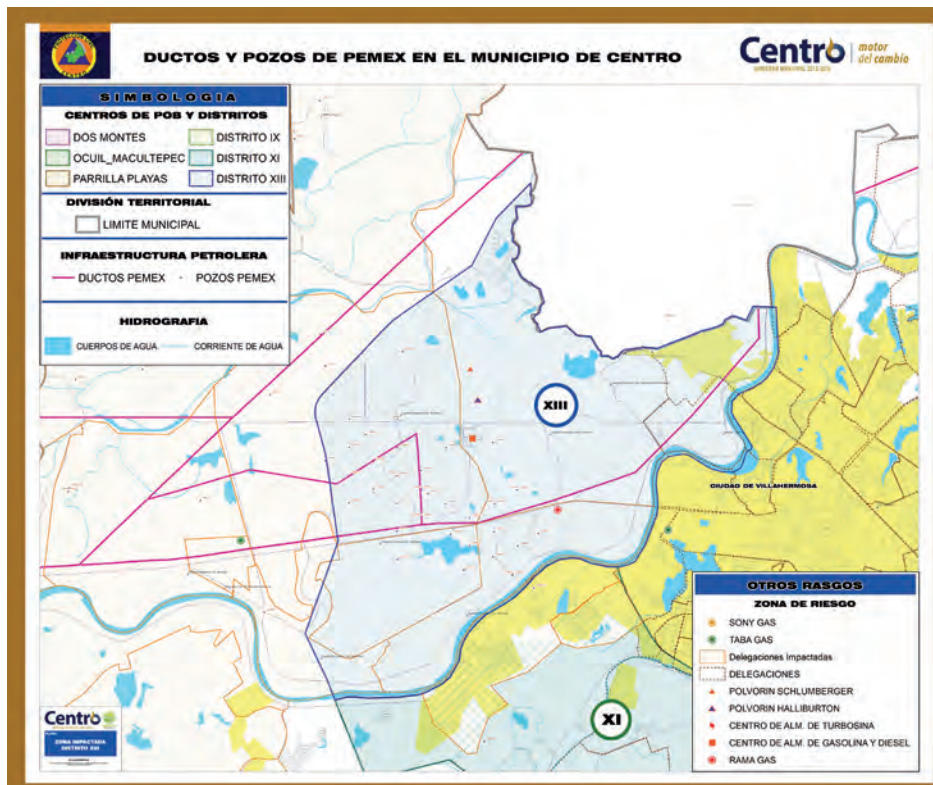 DUCTOS Y POZOS DE PEMEX EN EL MUNICIPIO DE CENTRO
Centro
motor
del cambio
SIMBOLOGIA
CENTROS DE POB Y DISTRITOS
DOS MONTES
DISTRITO IX
OCUIL_MACULTEPEC
DISTRITO XI
PARRILLA PLAYAS
DISTRITO XIII
DIVISIÓN TERRITORIAL
LIMITE MUNICIPAL
INFRAESTRUCTURA PETROLERA
DUCTOS PEMEX
POZOS PEMEX
HIDROGRAFIA
CUERPOS DE AGUA
CORRIENTE DE AGUA
XIII
CIUDAD DE VILLAHERMOSA
XI
OTROS RASGOS
ZONA DE RIESGO
SONY GAS
TABA GAS
Delegaciones impactadas
DELEGACIONES
POLVORIN SCHLUMBERGER
POLVORIN HALLIBURTON
CENTRO DE ALM. DE TURBOSINA
CENTRO DE ALM. DE GASOLINA Y DIESEL
RAMA GAS
Centro
ZONA IMPACTADA